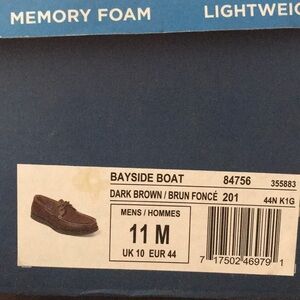 MEMORY FOAM LIGHTWEIG
BAYSIDE BOAT 84756 355883
DARK BROWN / BRUN FONCÉ 201 44N K1G
MENS / HOMMES
11 M
UK 10 EUR 44
7 17502 46979 1